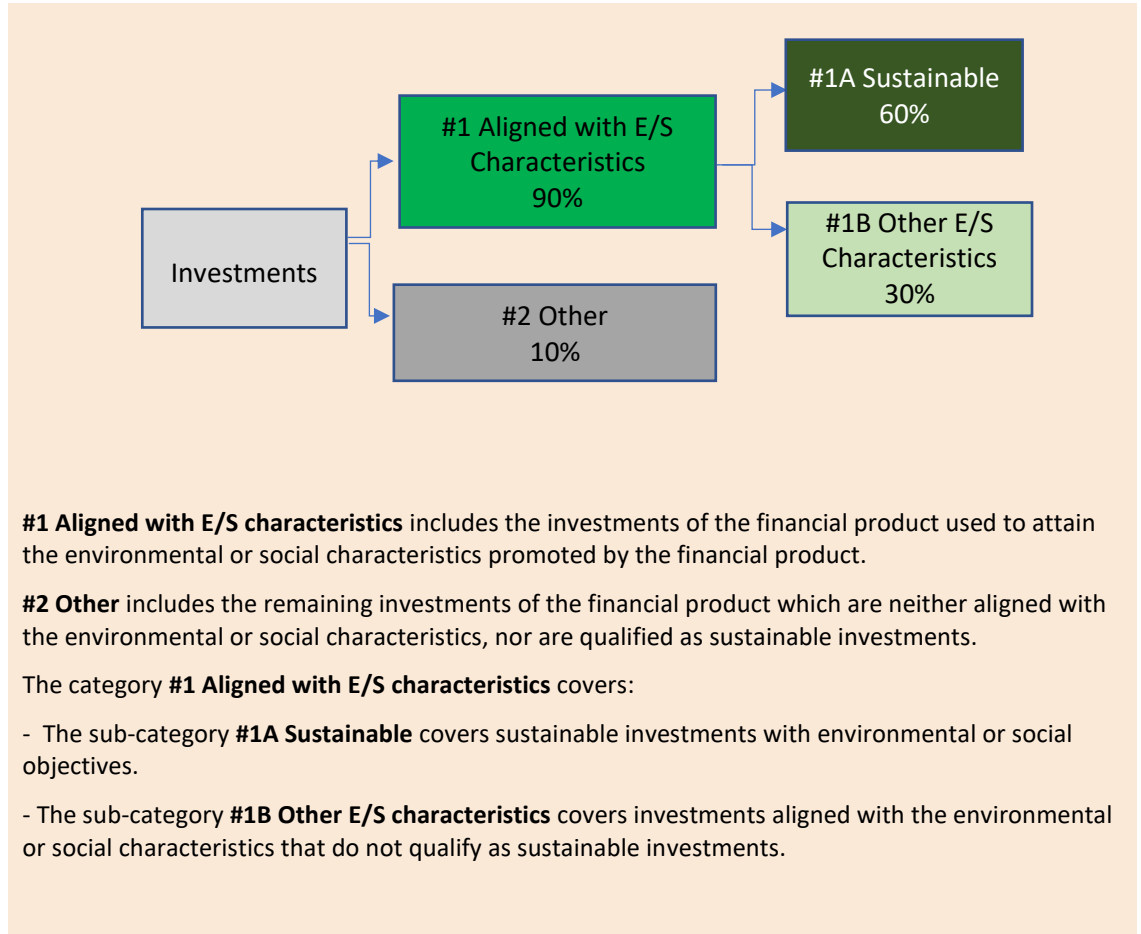 #1A Sustainable
60%
#1 Aligned with E/S
Characteristics
90%
#1B Other E/S
Characteristics
30%
Investments
#2 Other
10%
#1 Aligned with E/S characteristics includes the investments of the financial product used to attain
the environmental or social characteristics promoted by the financial product.
#2 Other includes the remaining investments of the financial product which are neither aligned with
the environmental or social characteristics, nor are qualified as sustainable investments.
The category #1 Aligned with E/S characteristics covers:
- The sub-category #1A Sustainable covers sustainable investments with environmental or social
objectives.
- The sub-category #1B Other E/S characteristics covers investments aligned with the environmental
or social characteristics that do not qualify as sustainable investments.